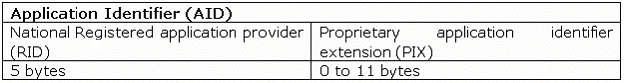 Application Identifier (AID)
National Registered application provider (RID)
Proprietary application identifier extension (PIX)
5 bytes
0 to 11 bytes